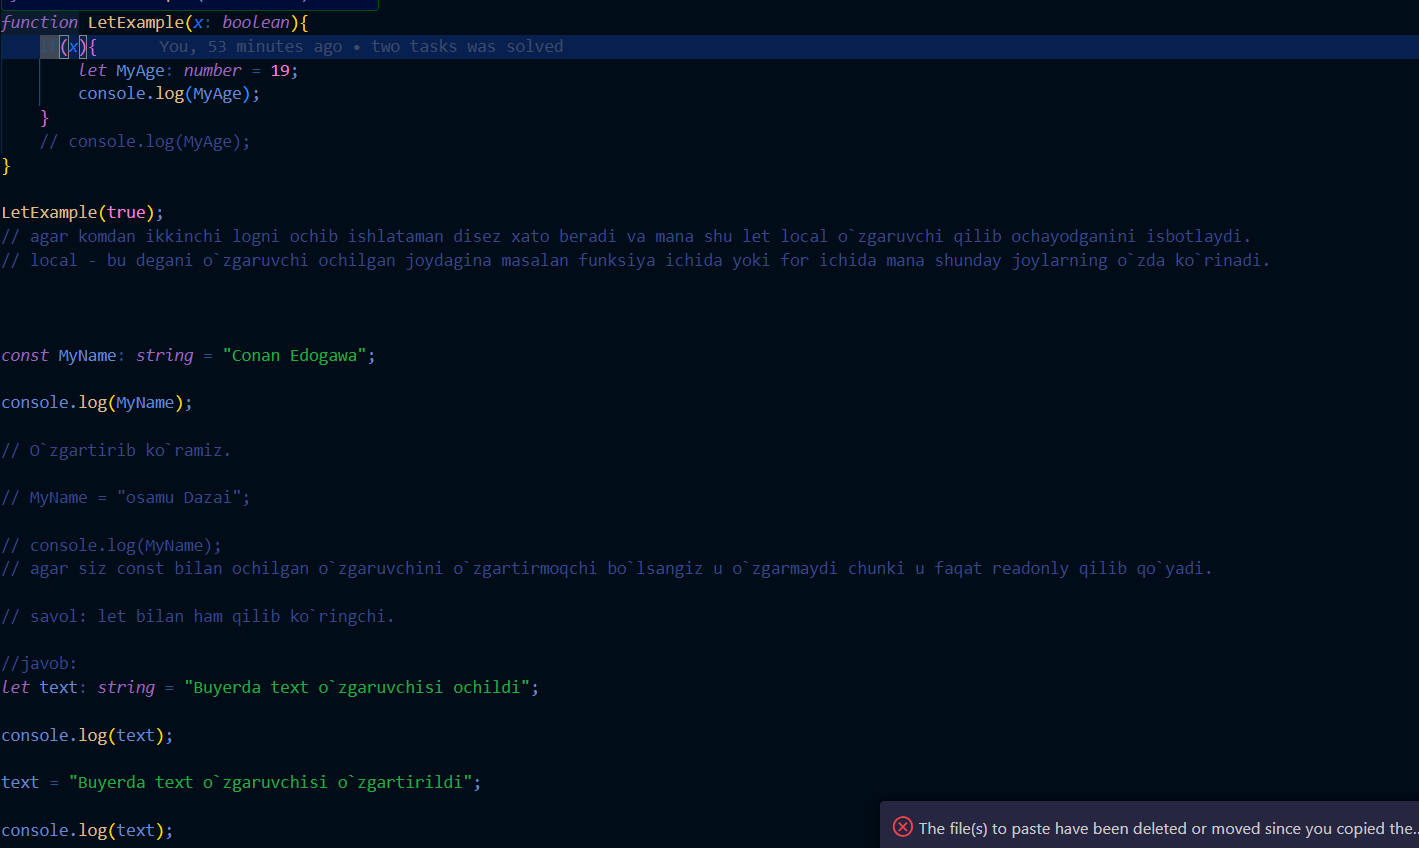 function LetExample(x: boolean){
if(x){ You, 53 minutes ago • two tasks was solved
let MyAge: number = 19;
console.log(MyAge);
}
// console.log(MyAge);
}
LetExample(true);
// agar komdan ikkinchi logni ochib ishlataman disez xato beradi va mana shu let local o`zgaruvchi qilib ochayodganini isbotlaydi.
// local - bu degani o`zgaruvchi ochilgan joydagina masalan funksiya ichida yoki for ichida mana shunday joylarning o`zda ko`rinadi.
const MyName: string = "Conan Edogawa";
console.log(MyName);
// O`zgartirib ko`ramiz.
// MyName = "osamu Dazai";
// console.log(MyName);
// agar siz const bilan ochilgan o`zgaruvchini o`zgartirmoqchi bo`lsangiz u o`zgarmaydi chunki u faqat readonly qilib qo`yadi.
// savol: let bilan ham qilib ko`ringchi.
//javob:
let text: string = "Buyerda text o`zgaruvchisi ochildi";
console.log(text);
text = "Buyerda text o`zgaruvchisi o`zgartirildi";
console.log(text);
The file(s) to paste have been deleted or moved since you copied the...